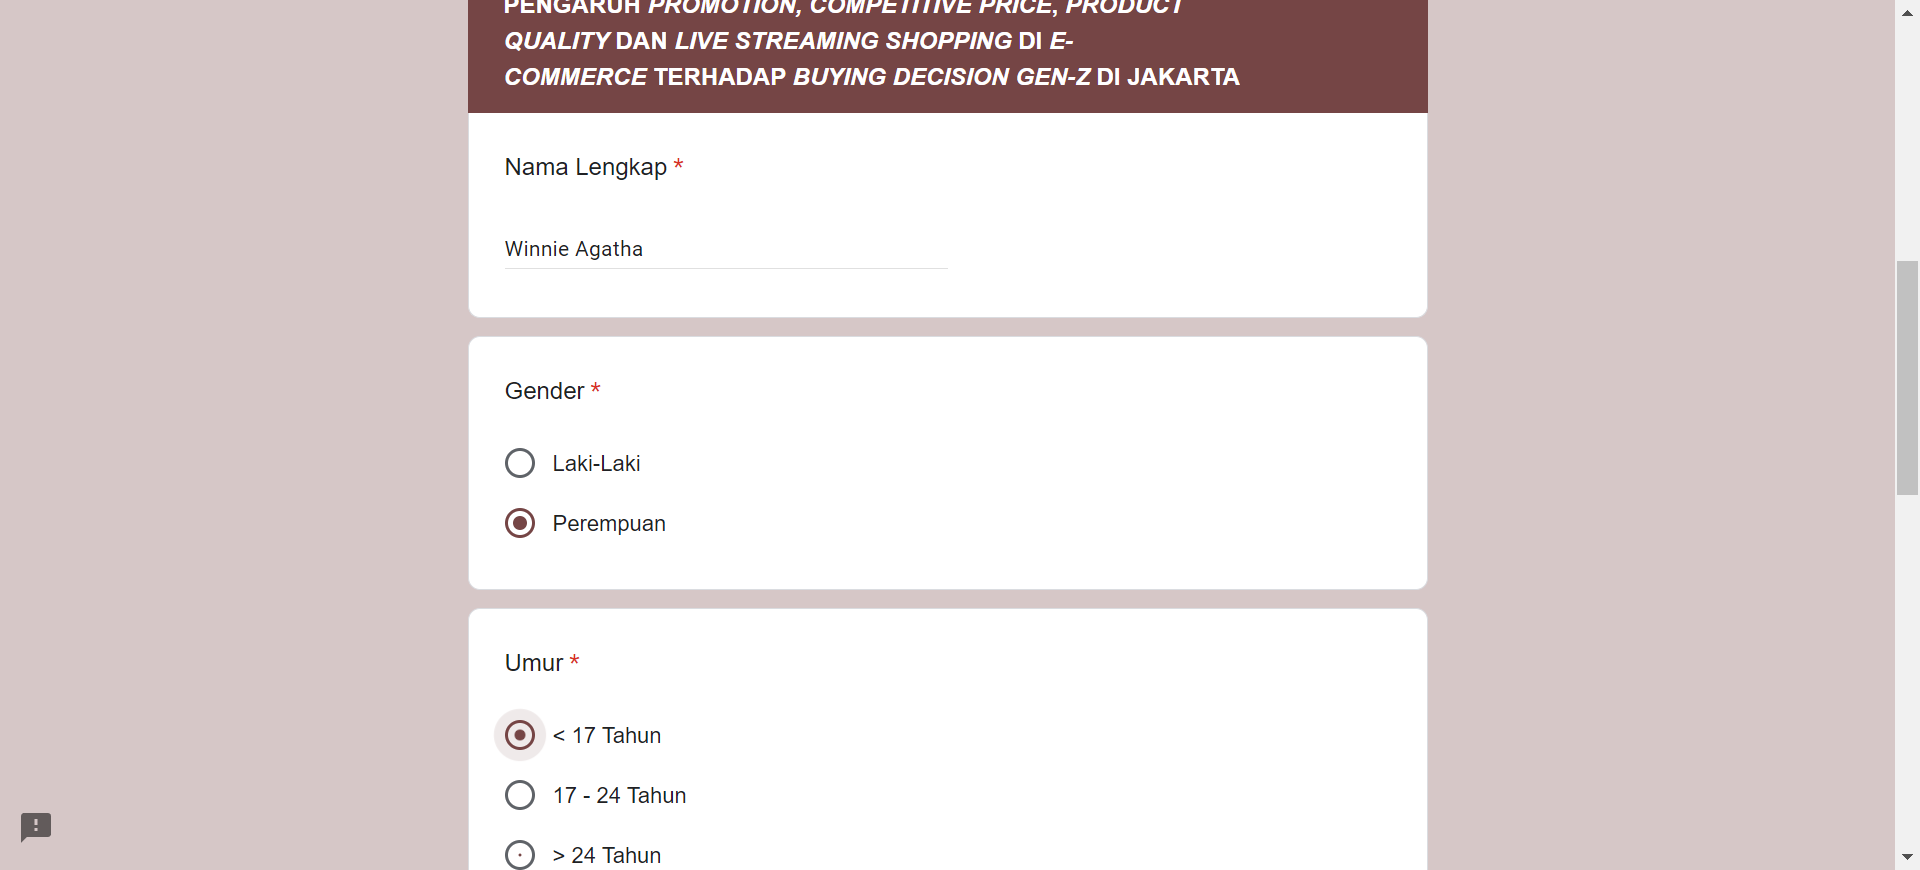 PENGARUH PROMOTION, COMPETITIVE PRICE, PRODUCT
QUALITY DAN LIVE STREAMING SHOPPING DI E-
COMMERCE TERHADAP BUYING DECISION GEN-Z DI JAKARTA
Nama Lengkap *
Winnie Agatha
Gender *
Laki-Laki
Perempuan
Umur *
< 17 Tahun
17 - 24 Tahun
> 24 Tahun